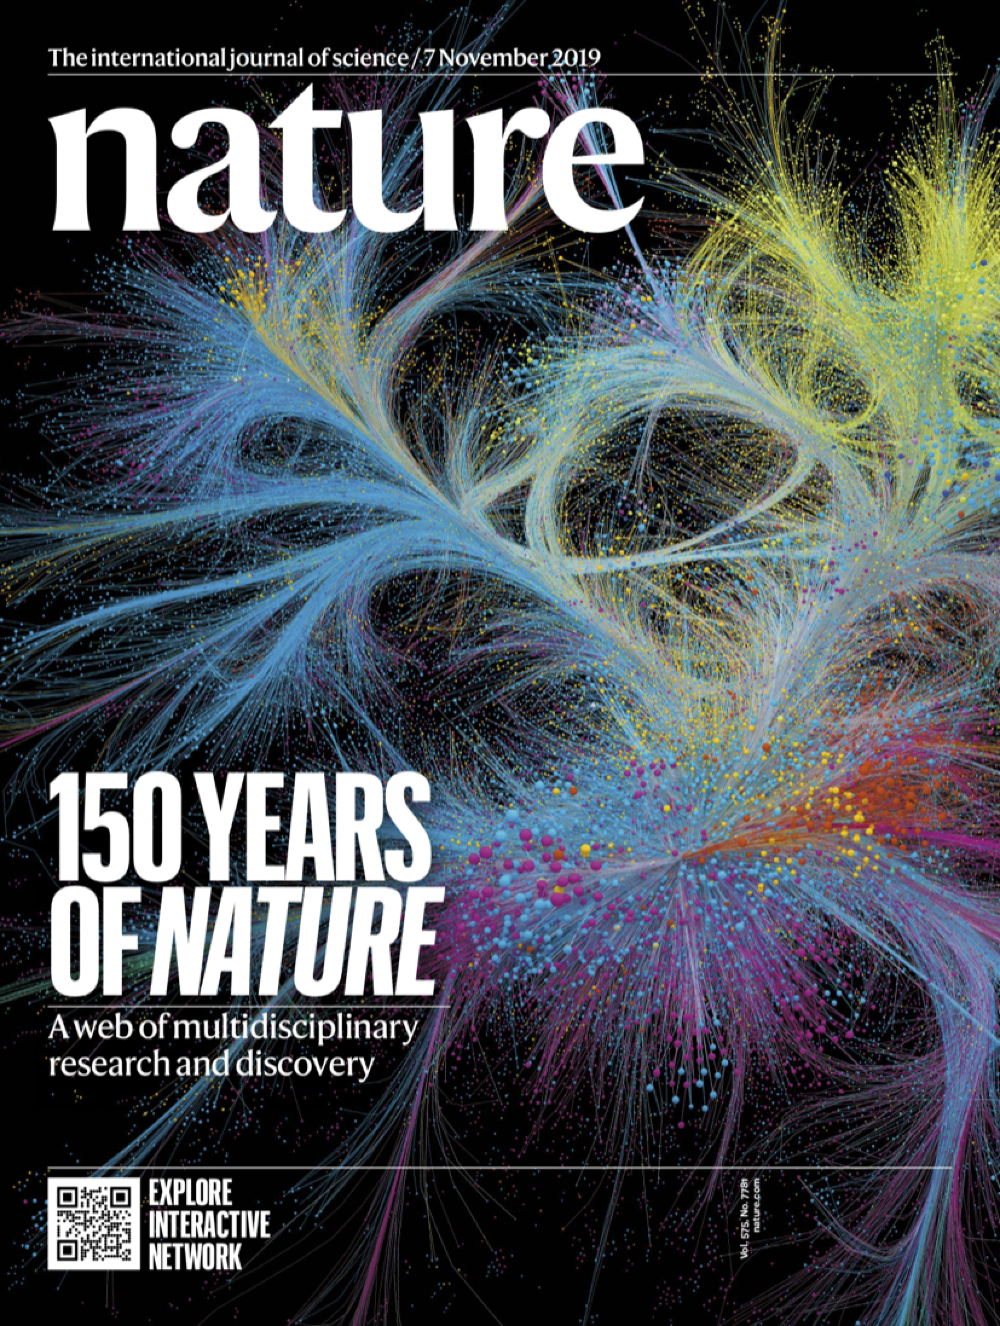 The international journal of science / 7 November 2019
nature
150 YEARS
OF NATURE
A web of multidisciplinary
research and discovery
EXPLORE
INTERACTIVE
NETWORK
Vol. 575, No. 7781
nature.com